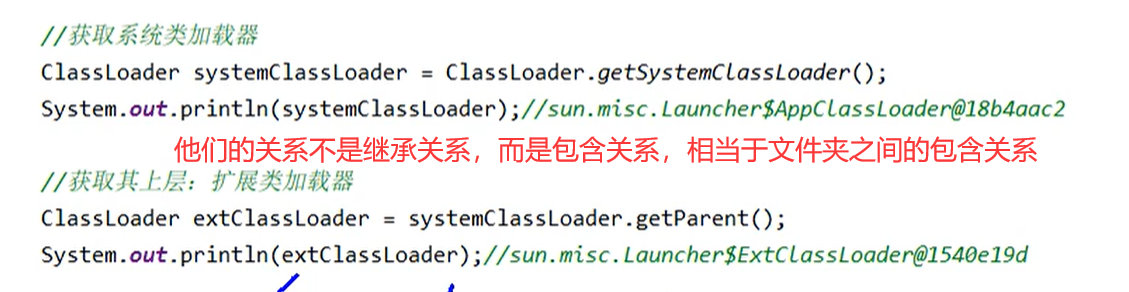 //获取系统类加载器
ClassLoader systemClassLoader = ClassLoader.getSystemClassLoader();
System.out.println(systemClassLoader);//sun.misc.Launcher$AppClassLoader@18b4aac2
他们的关系不是继承关系，而是包含关系，相当于文件夹之间的包含关系
//获取其上层：扩展类加载器
ClassLoader extClassLoader = systemClassLoader.getParent();
System.out.println(extClassLoader);//sun.misc.Launcher$ExtClassLoader@1540e19d